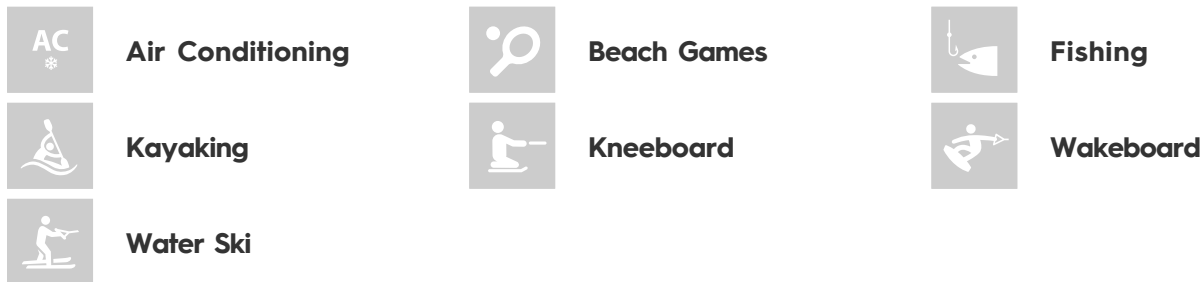 AC
Air Conditioning
Beach Games
Fishing
Kayaking
Kneeboard
Wakeboard
Water Ski